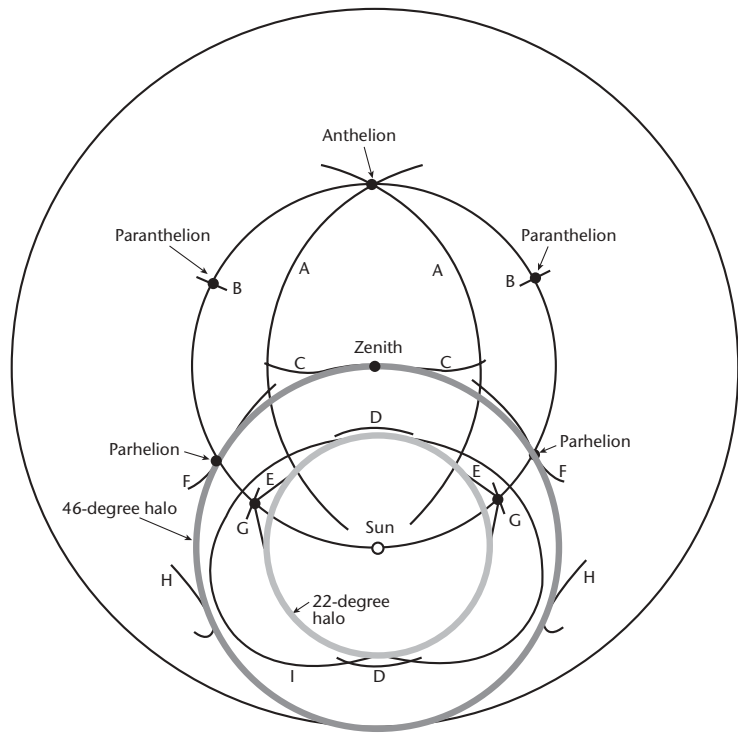 Anthelion
Paranthelion
Paranthelion
B
A
A
B
Zenith
C
C
D
Parhelion
Parhelion
F
E
E
F
46-degree halo
G
G
Sun
H
H
22-degree
halo
I
D